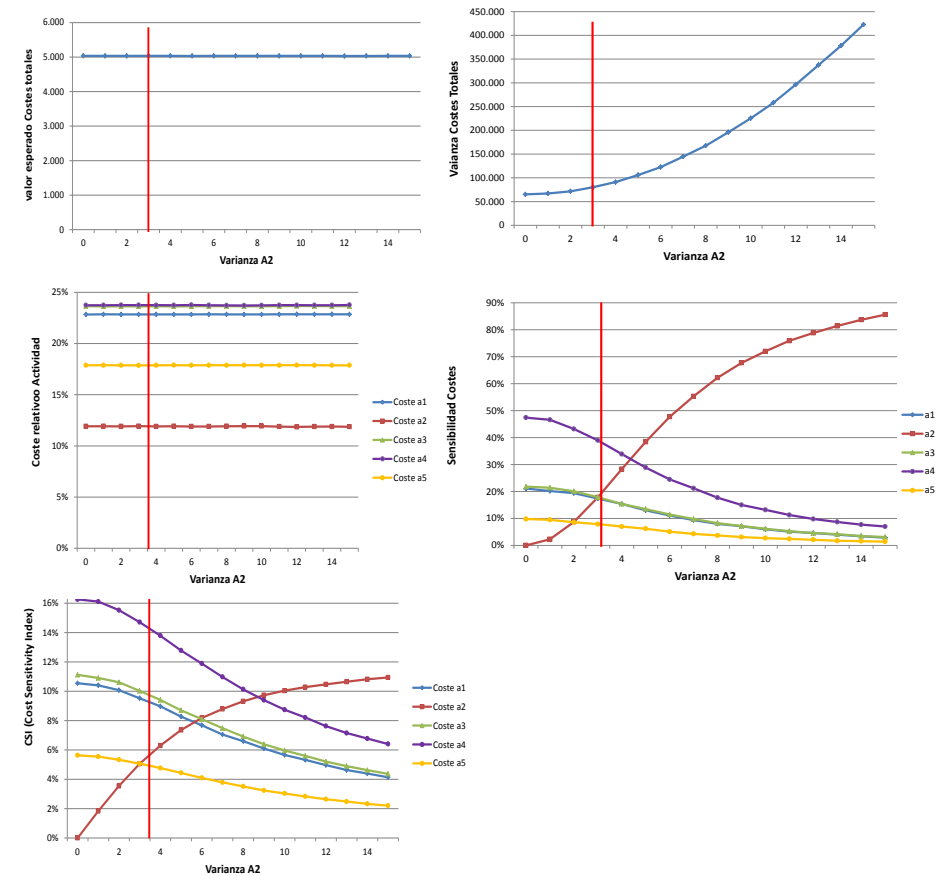 valor esperado Costes totales
6.000
5.000
4.000
3.000
2.000
1.000
0
0 2 4 6 8 10 12 14
Varianza A2
Vaianza Costes Totales
450.000
400.000
350.000
300.000
250.000
200.000
150.000
100.000
50.000
0
0 2 4 6 8 10 12 14
Varianza A2
Coste relativoo Actividad
25%
20%
15%
10%
5%
0%
0 2 4 6 8 10 12 14
Varianza A2
Coste a1
Coste a2
Coste a3
Coste a4
Coste a5
Sensibilidad Costes
90%
80%
70%
60%
50%
40%
30%
20%
10%
0%
0 2 4 6 8 10 12 14
Varianza A2
a1
a2
a3
a4
a5
CSI (Cost Sensitivity Index)
16%
14%
12%
10%
8%
6%
4%
2%
0%
0 2 4 6 8 10 12 14
Varianza A2
Coste a1
Coste a2
Coste a3
Coste a4
Coste a5